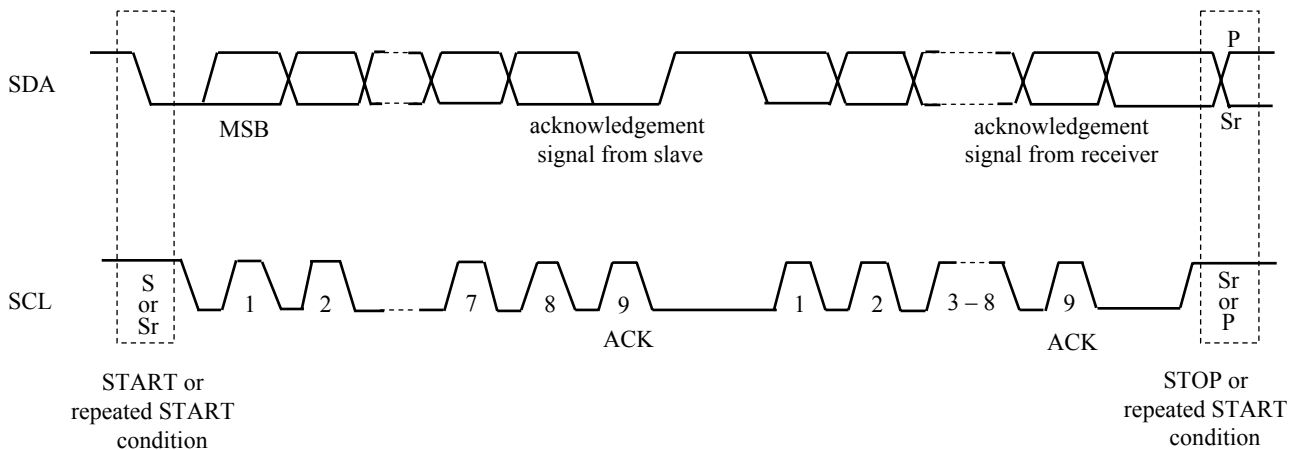 P
SDA
MSB
acknowledgement
signal from slave
acknowledgement
signal from receiver
Sr
SCL
S
or
Sr
1
2
7
8
9
1
2
3 – 8
9
Sr
or
P
ACK
ACK
START or
repeated START
condition
STOP or
repeated START
condition